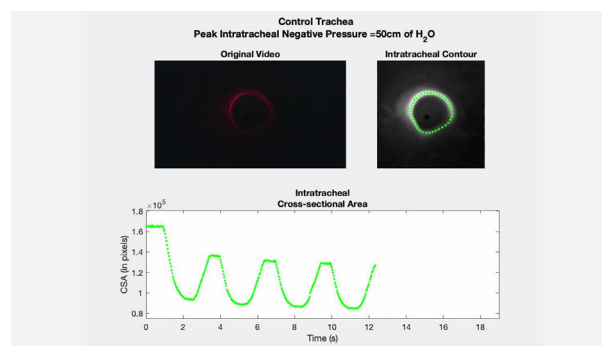 Control Trachea
Peak Intratracheal Negative Pressure =50cm of H2O
Original Video
Intratracheal Contour
Intratracheal
Cross-sectional Area
×10^5
1.8
1.6
1.4
1.2
1
0.8
CSA (in pixels)
0 2 4 6 8 10 12 14 16 18
Time (s)